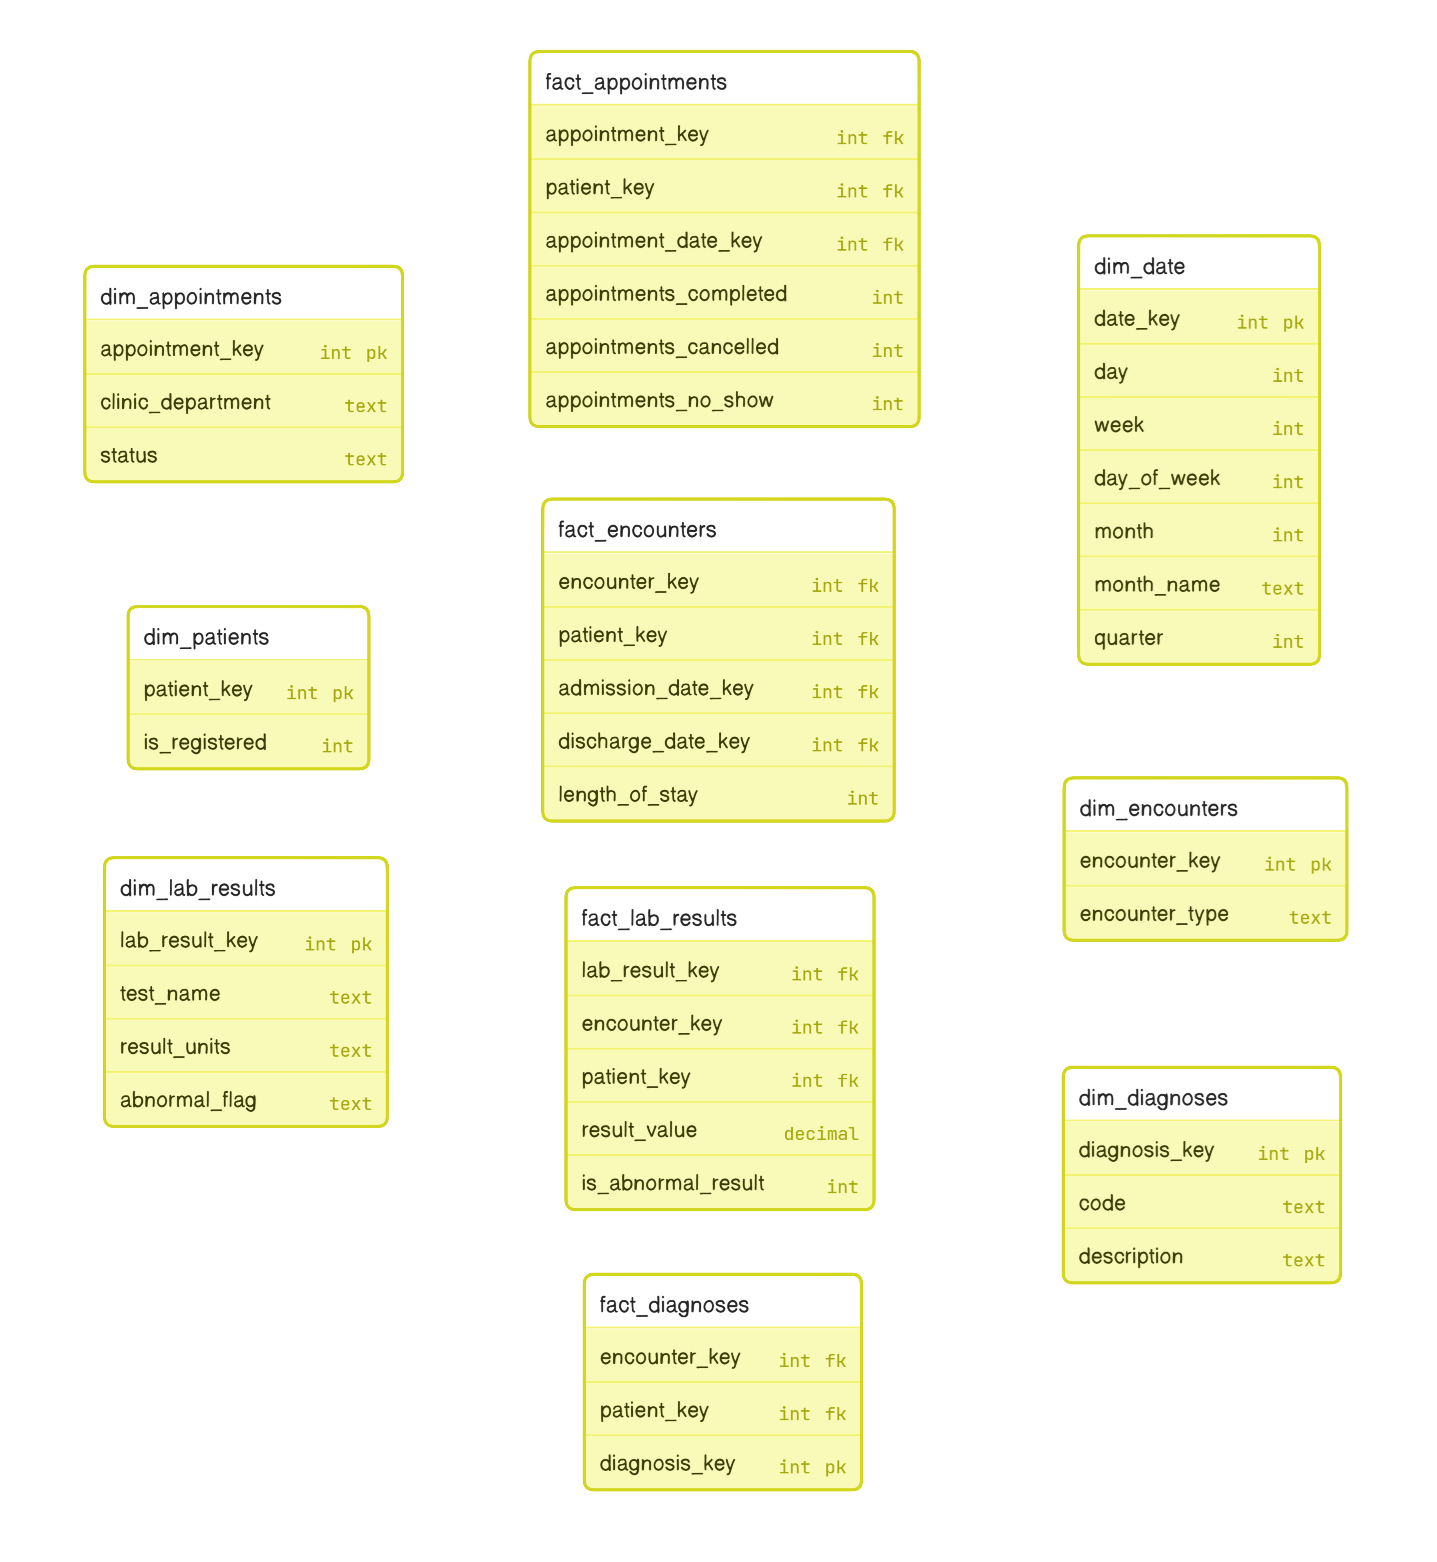 fact_appointments
appointment_key int fk
patient_key int fk
appointment_date_key int fk
appointments_completed int
appointments_cancelled int
appointments_no_show int
dim_appointments
appointment_key int pk
clinic_department text
status text
dim_date
date_key int pk
day int
week int
day_of_week int
month int
month_name text
quarter int
fact_encounters
encounter_key int fk
patient_key int fk
admission_date_key int fk
discharge_date_key int fk
length_of_stay int
dim_patients
patient_key int pk
is_registered int
dim_encounters
encounter_key int pk
encounter_type text
dim_lab_results
lab_result_key int pk
test_name text
result_units text
abnormal_flag text
fact_lab_results
lab_result_key int fk
encounter_key int fk
patient_key int fk
result_value decimal
is_abnormal_result int
dim_diagnoses
diagnosis_key int pk
code text
description text
fact_diagnoses
encounter_key int fk
patient_key int fk
diagnosis_key int pk